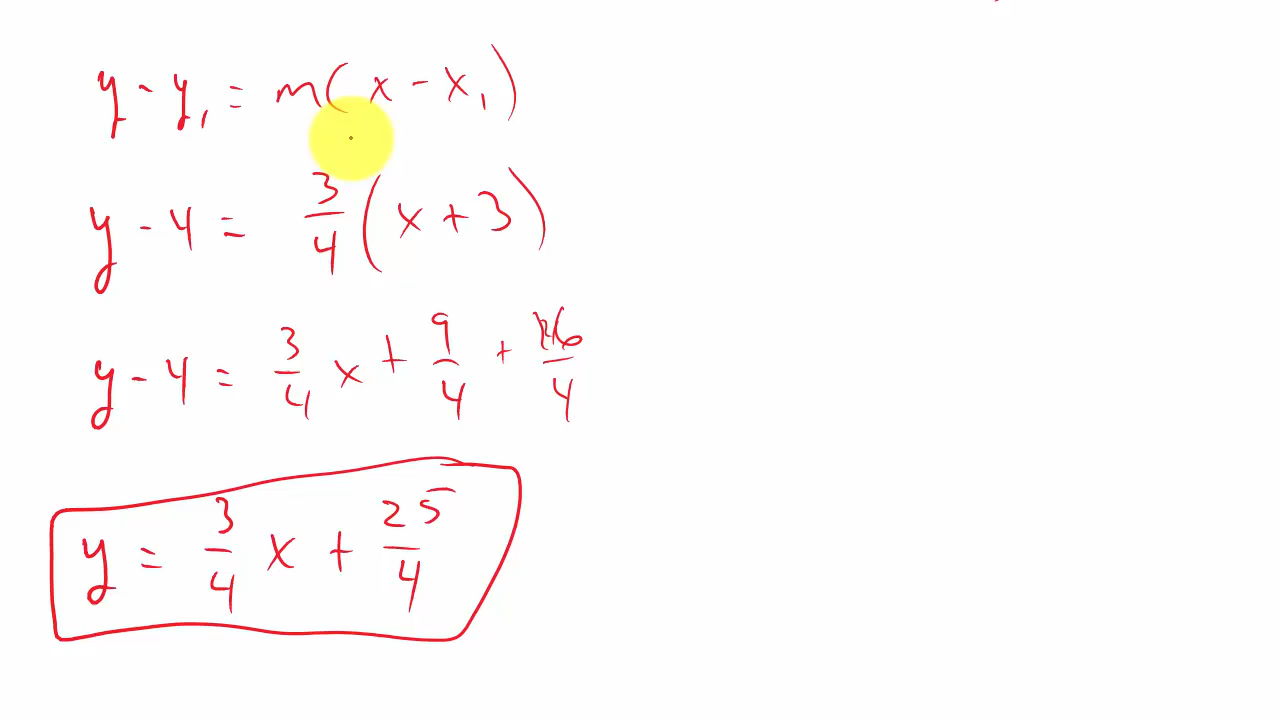 y - y₁ = m(x - x₁)
y - 4 = 3/4 (x + 3)
y - 4 = 3/4 x + 9/4 + 16/4
y = 3/4 x + 25/4